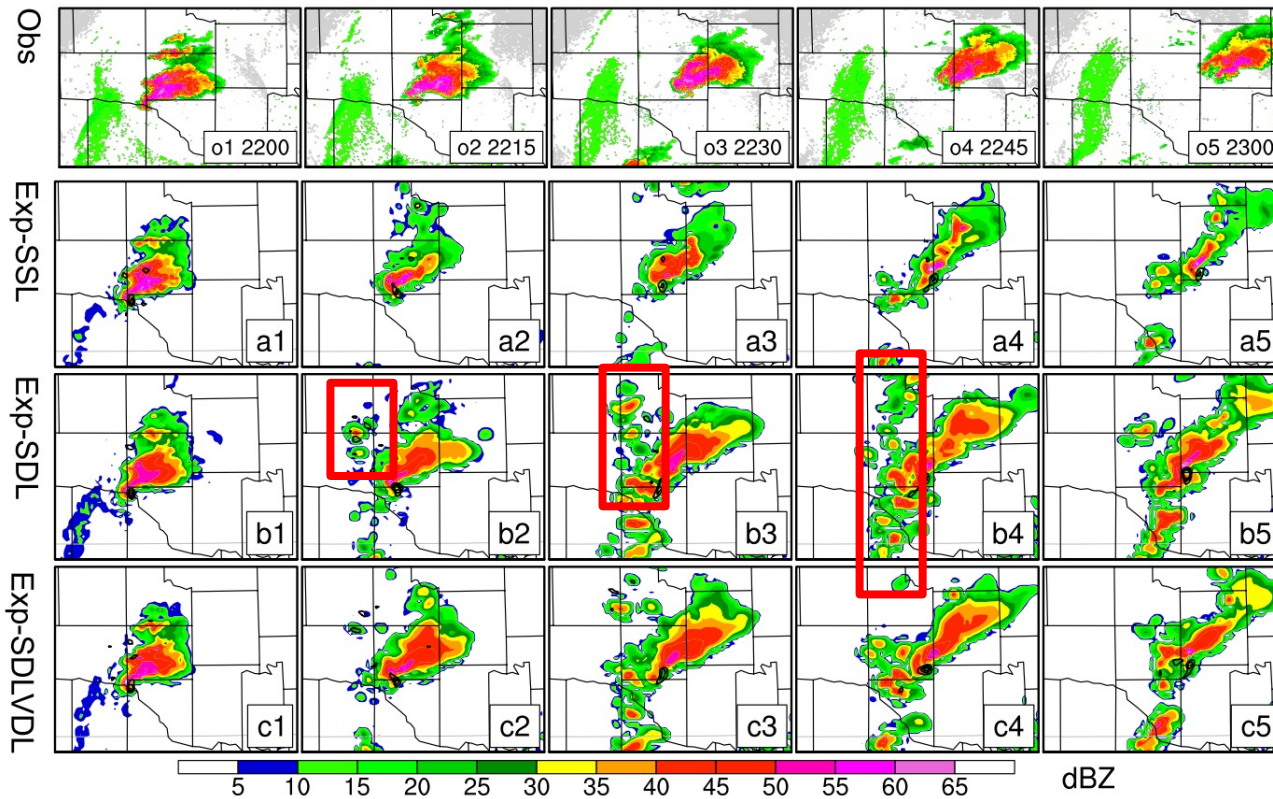 Obs
o1 2200
o2 2215
o3 2230
o4 2245
o5 2300
Exp-SSL
a1
a2
a3
a4
a5
Exp-SDL
b1
b2
b3
b4
b5
Exp-SDLVDL
c1
c2
c3
c4
c5
5 10 15 20 25 30 35 40 45 50 55 60 65
dBZ